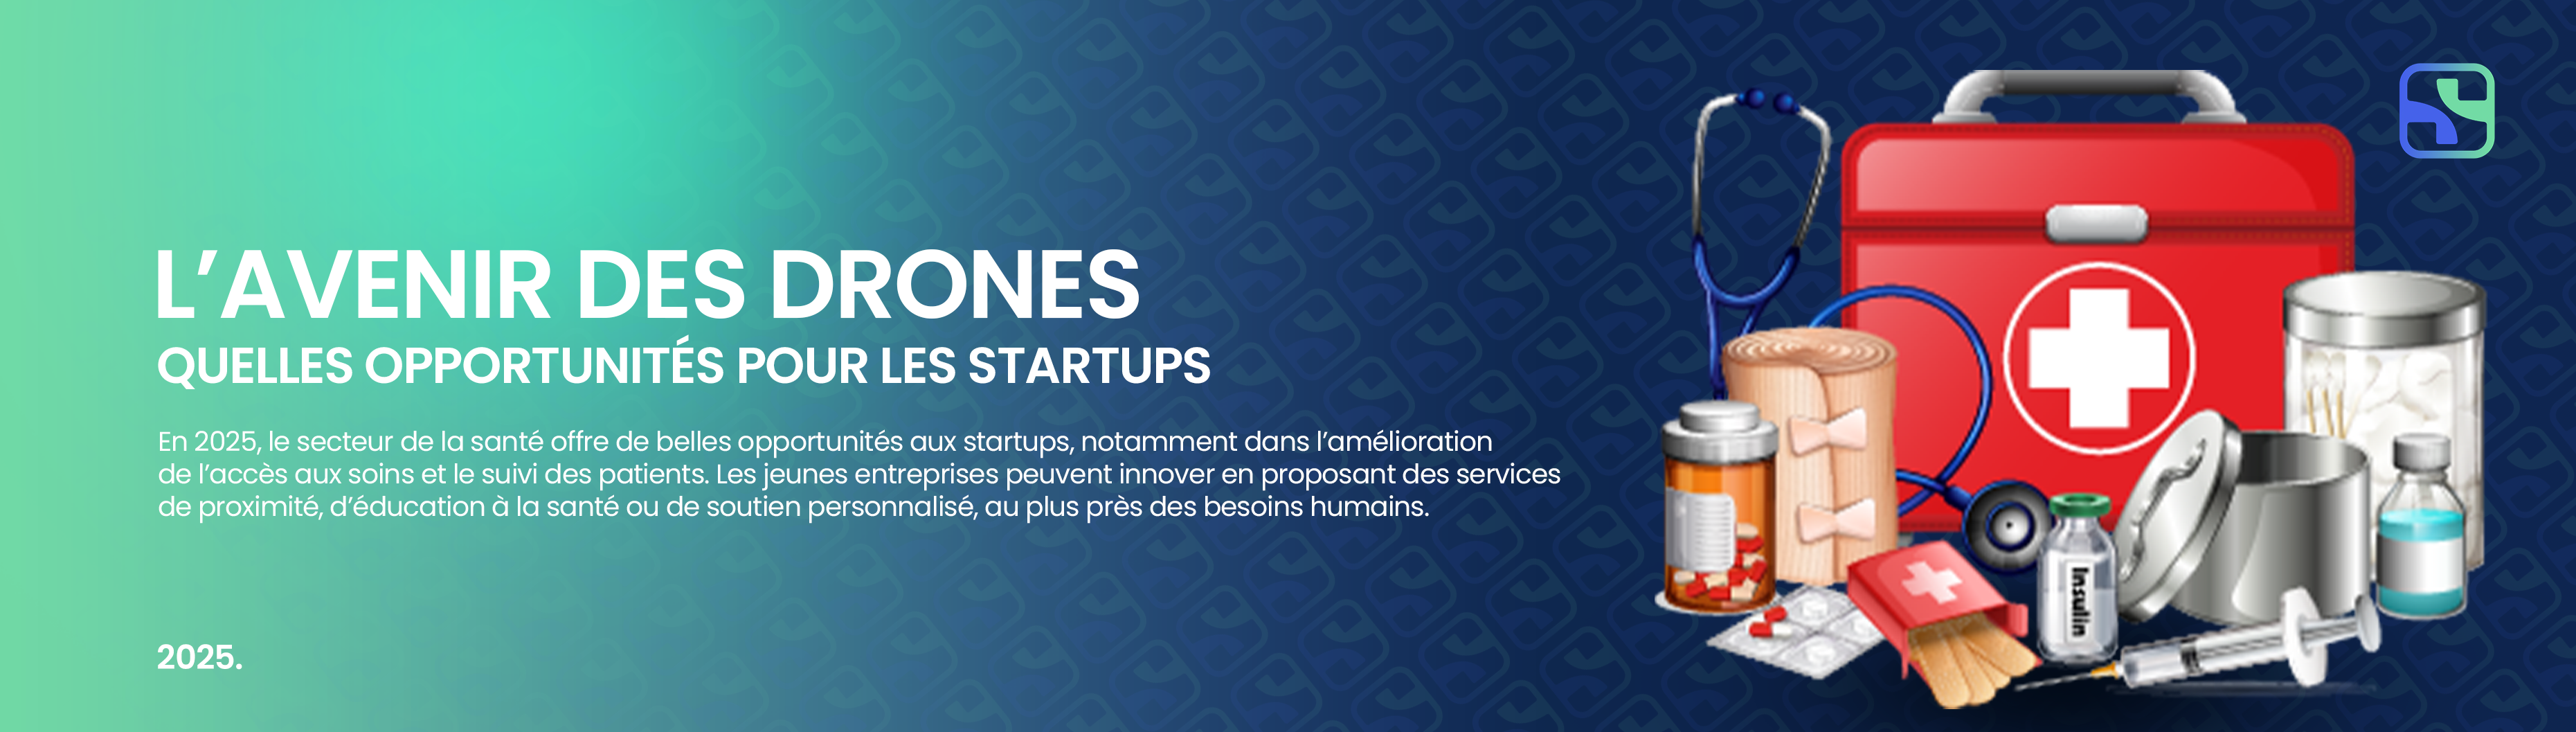 L’AVENIR DES DRONES
QUELLES OPPORTUNITÉS POUR LES STARTUPS
En 2025, le secteur de la santé offre de belles opportunités aux startups, notamment dans l’amélioration
de l’accès aux soins et le suivi des patients. Les jeunes entreprises peuvent innover en proposant des services
de proximité, d’éducation à la santé ou de soutien personnalisé, au plus près des besoins humains.
2025.
Insulin